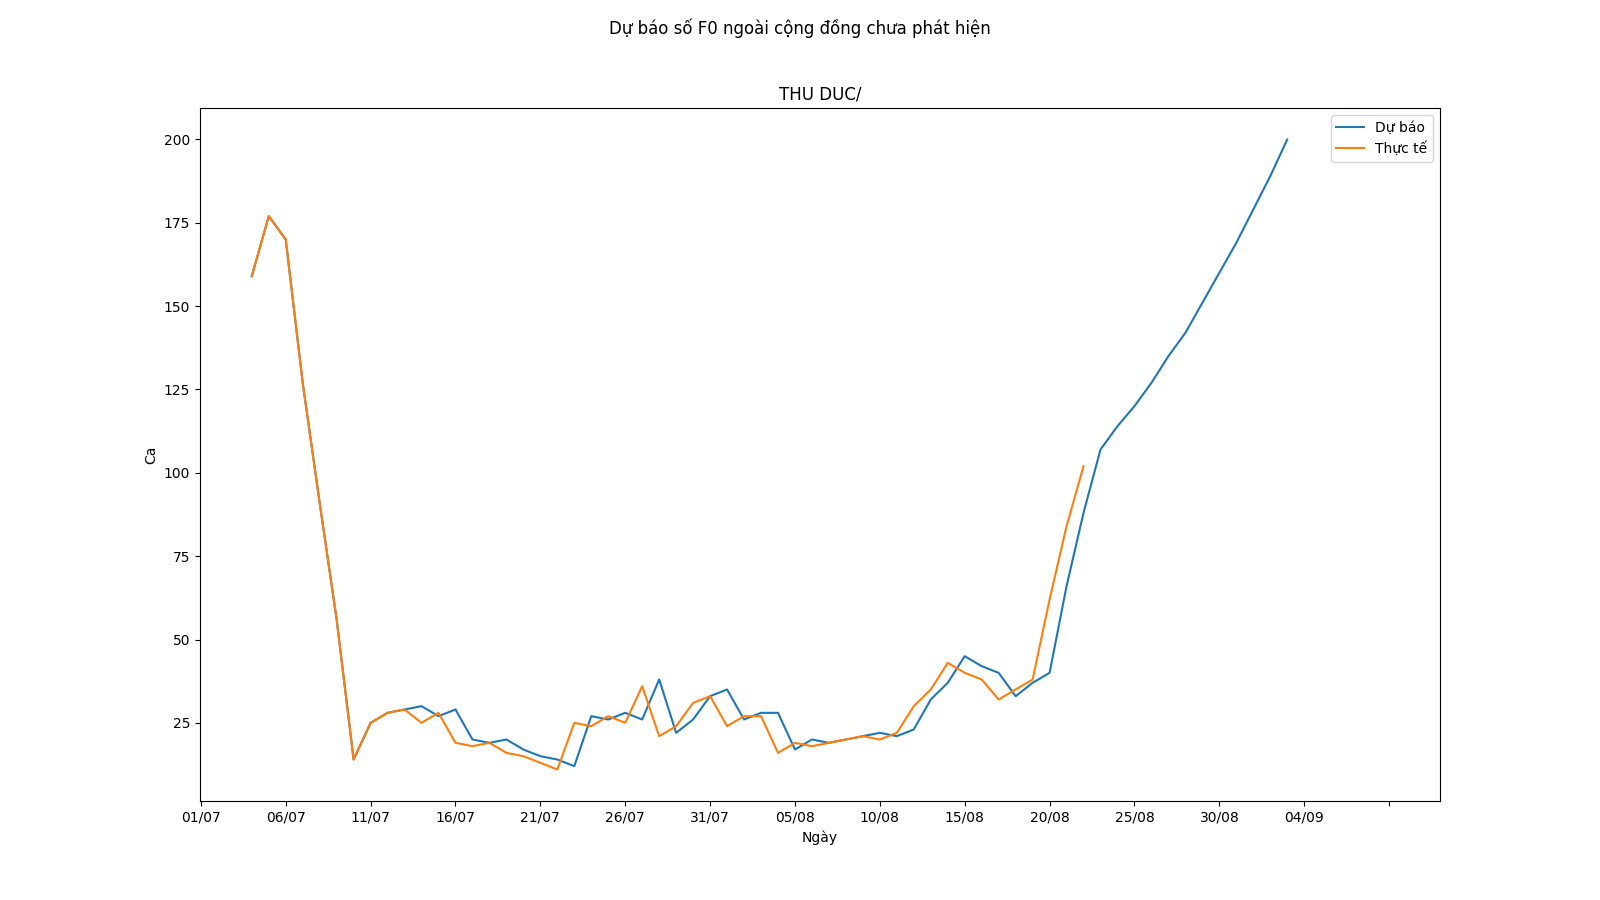 Dự báo số F0 ngoài cộng đồng chưa phát hiện
THU DUC/
Dự báo
Thực tế
200
175
150
125
100
75
50
25
Ca
01/07 06/07 11/07 16/07 21/07 26/07 31/07 05/08 10/08 15/08 20/08 25/08 30/08 04/09
Ngày